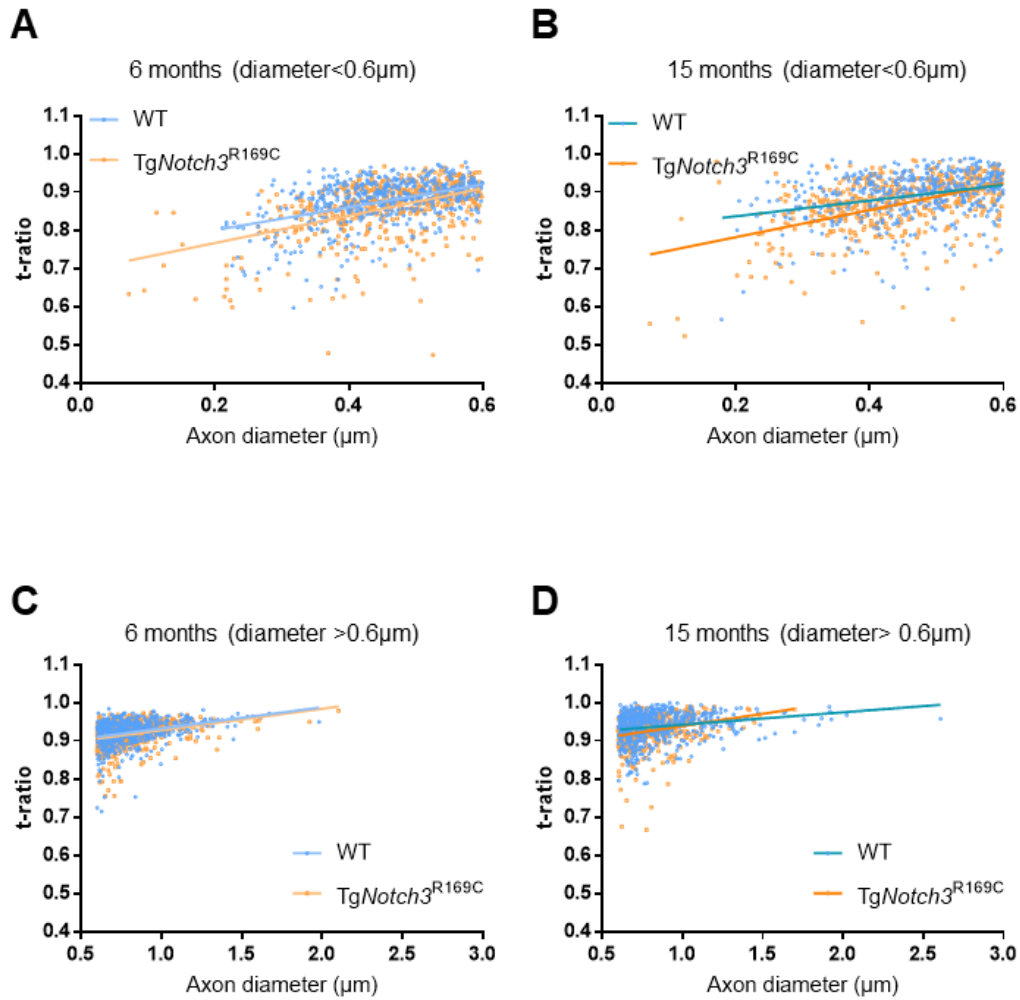 A
6 months (diameter<0.6µm)
1.1
1.0
0.9
0.8
0.7
0.6
0.5
0.4
t-ratio
WT
TgNotch3R169C
0.0 0.2 0.4 0.6
Axon diameter (µm)
B
15 months (diameter<0.6µm)
1.1
1.0
0.9
0.8
0.7
0.6
0.5
0.4
t-ratio
WT
TgNotch3R169C
0.0 0.2 0.4 0.6
Axon diameter (µm)
C
6 months (diameter >0.6µm)
1.1
1.0
0.9
0.8
0.7
0.6
0.5
0.4
t-ratio
WT
TgNotch3R169C
0.5 1.0 1.5 2.0 2.5 3.0
Axon diameter (µm)
D
15 months (diameter> 0.6µm)
1.1
1.0
0.9
0.8
0.7
0.6
0.5
0.4
t-ratio
WT
TgNotch3R169C
0.5 1.0 1.5 2.0 2.5 3.0
Axon diameter (µm)